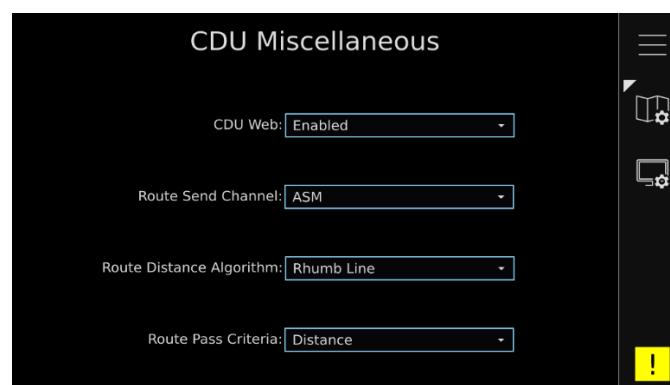 CDU Miscellaneous
CDU Web: Enabled
Route Send Channel: ASM
Route Distance Algorithm: Rhumb Line
Route Pass Criteria: Distance
!